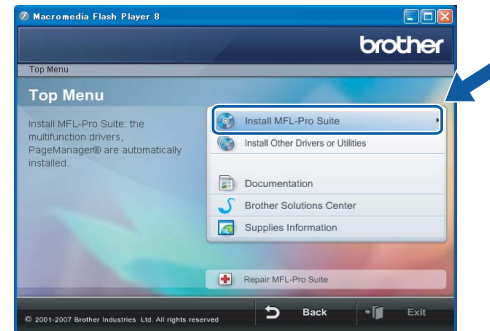 Macromedia Flash Player 8
brother
Top Menu
Top Menu
Install MFL-Pro Suite: the
multifunction drivers,
PageManager® are automatically
installed.
Install MFL-Pro Suite
Install Other Drivers or Utilities
Documentation
Brother Solutions Center
Supplies Information
Repair MFL-Pro Suite
© 2001-2007 Brother Industries Ltd. All rights reserved
Back
Exit